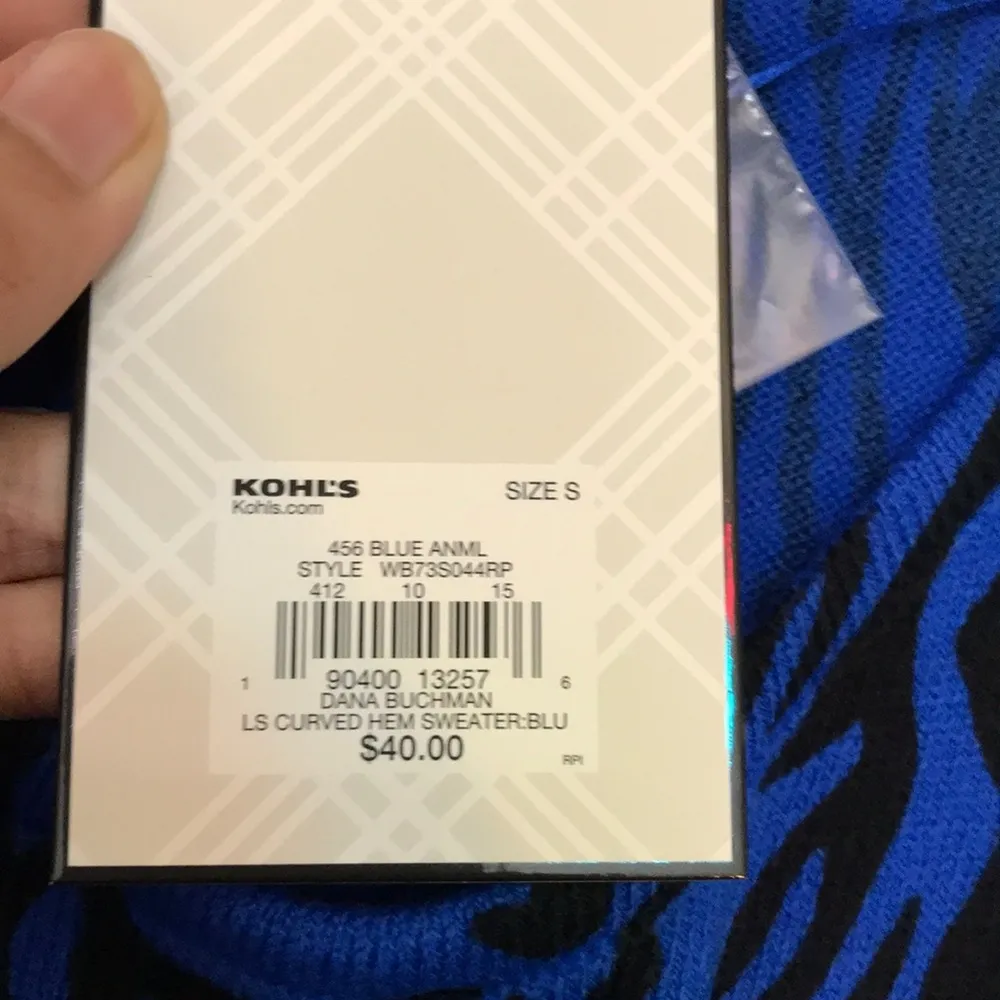 KOHL'S
SIZE S
Kohls.com
456 BLUE ANML
STYLE WB73S044RP
412 10 15
1 90400 13257 6
DANA BUCHMAN
LS CURVED HEM SWEATER:BLU
$40.00
RPI